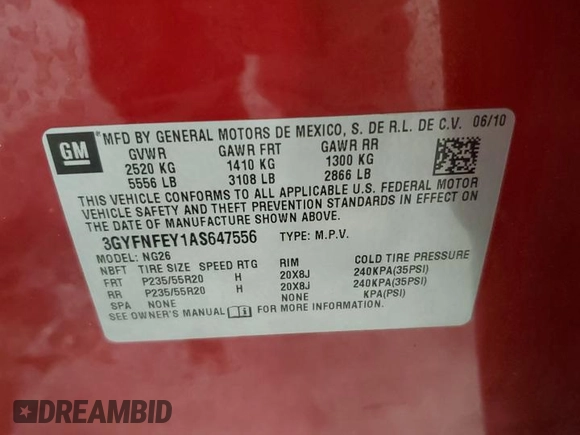 GM
MFD BY GENERAL MOTORS DE MEXICO, S. DE R.L. DE C.V. 06/10
GVWR GAWR FRT GAWR RR
2520 KG 1410 KG 1300 KG
5556 LB 3108 LB 2866 LB
THIS VEHICLE CONFORMS TO ALL APPLICABLE U.S. FEDERAL MOTOR
VEHICLE SAFETY AND THEFT PREVENTION STANDARDS IN EFFECT ON
THE DATE OF MANUFACTURE SHOWN ABOVE.
3GYFNFEY1AS647556 TYPE: M.P.V.
MODEL: NG26
NBFT TIRE SIZE SPEED RTG RIM COLD TIRE PRESSURE
FRT P235/55R20 H 20X8J 240KPA(35PSI)
RR P235/55R20 H 20X8J 240KPA(35PSI)
SPA NONE NONE KPA(PSI)
SEE OWNER'S MANUAL FOR MORE INFORMATION.
DREAMBID